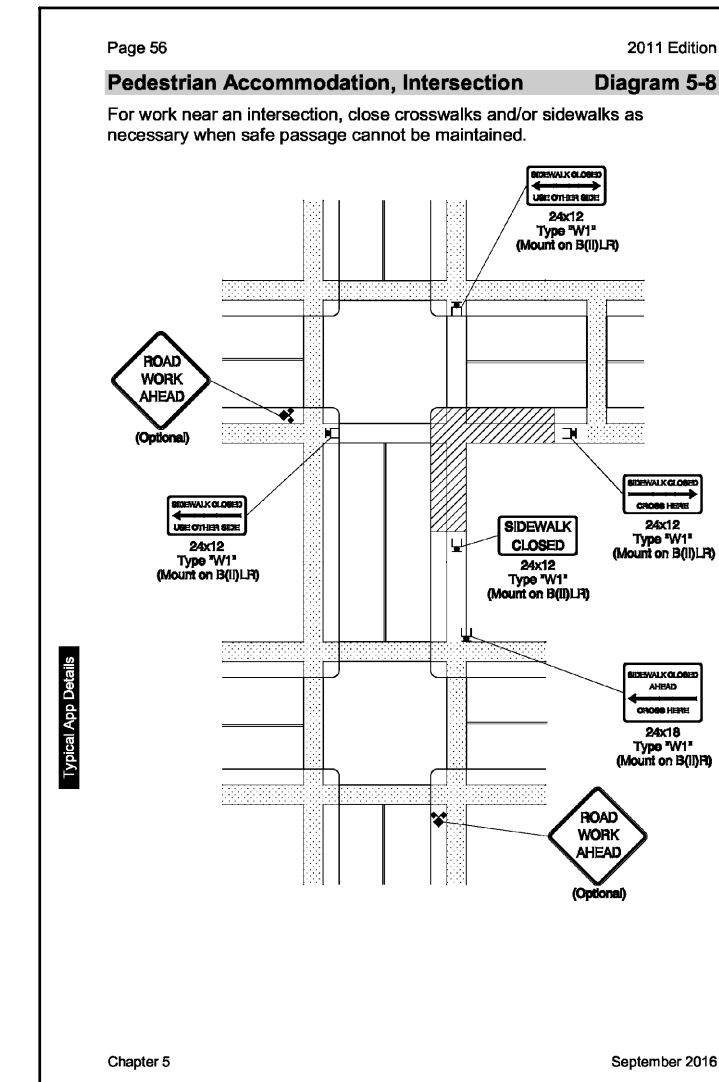 Page 56
2011 Edition
Pedestrian Accommodation, Intersection
Diagram 5-8
For work near an intersection, close crosswalks and/or sidewalks as
necessary when safe passage cannot be maintained.
SIDEWALK CLOSED
USE OTHER SIDE
24x12
Type "W1"
(Mount on B(II)LR)
ROAD
WORK
AHEAD
(Optional)
SIDEWALK CLOSED
USE OTHER SIDE
24x12
Type "W1"
(Mount on B(II)LR)
SIDEWALK CLOSED
CROSS HERE
24x12
Type "W1"
(Mount on B(II)LR)
SIDEWALK
CLOSED
24x12
Type "W1"
(Mount on B(II)LR)
SIDEWALK CLOSED
AHEAD
CROSS HERE
24x18
Type "W1"
(Mount on B(II)R)
Typical App Details
ROAD
WORK
AHEAD
(Optional)
Chapter 5
September 2016